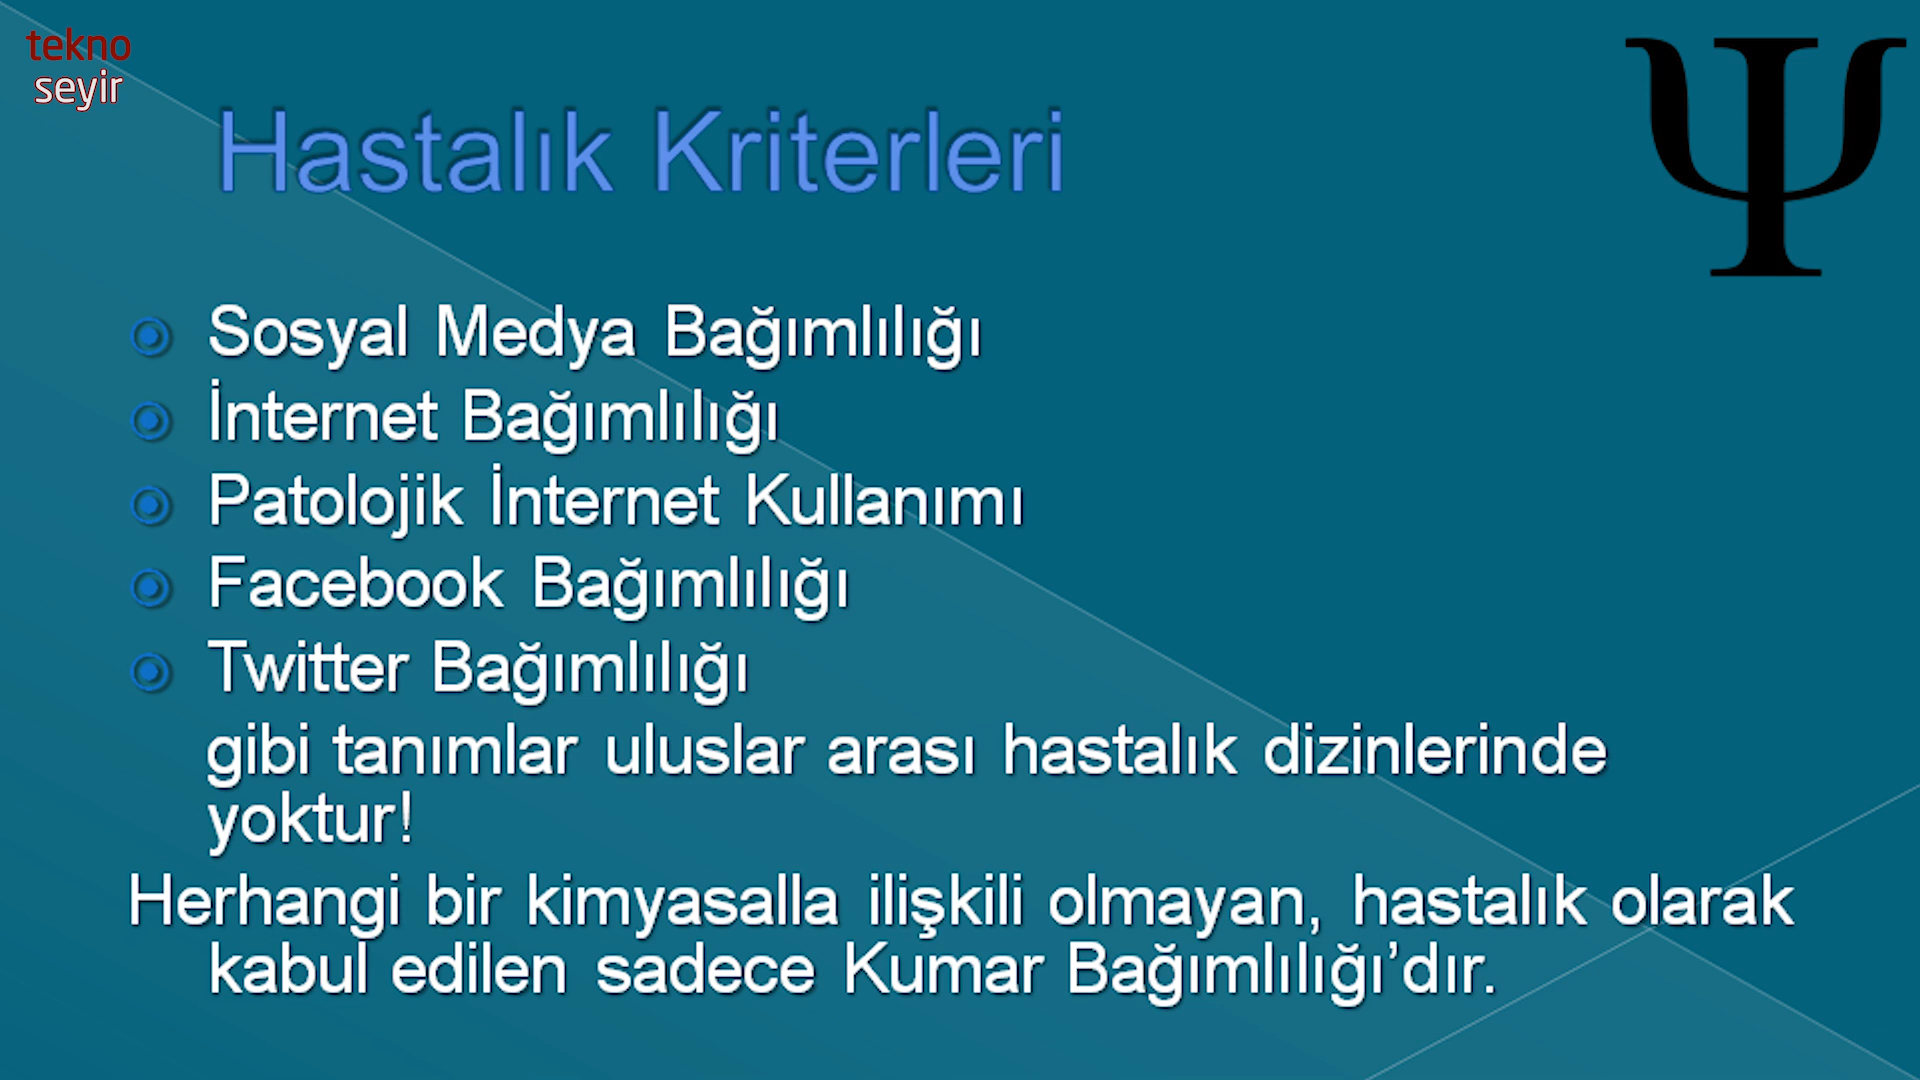 tekno
seyir
Hastalık Kriterleri
Sosyal Medya Bağımlılığı
İnternet Bağımlılığı
Patolojik İnternet Kullanımı
Facebook Bağımlılığı
Twitter Bağımlılığı
gibi tanımlar uluslar arası hastalık dizinlerinde
yoktur!
Herhangi bir kimyasalla ilişkili olmayan, hastalık olarak
kabul edilen sadece Kumar Bağımlılığı’dır.